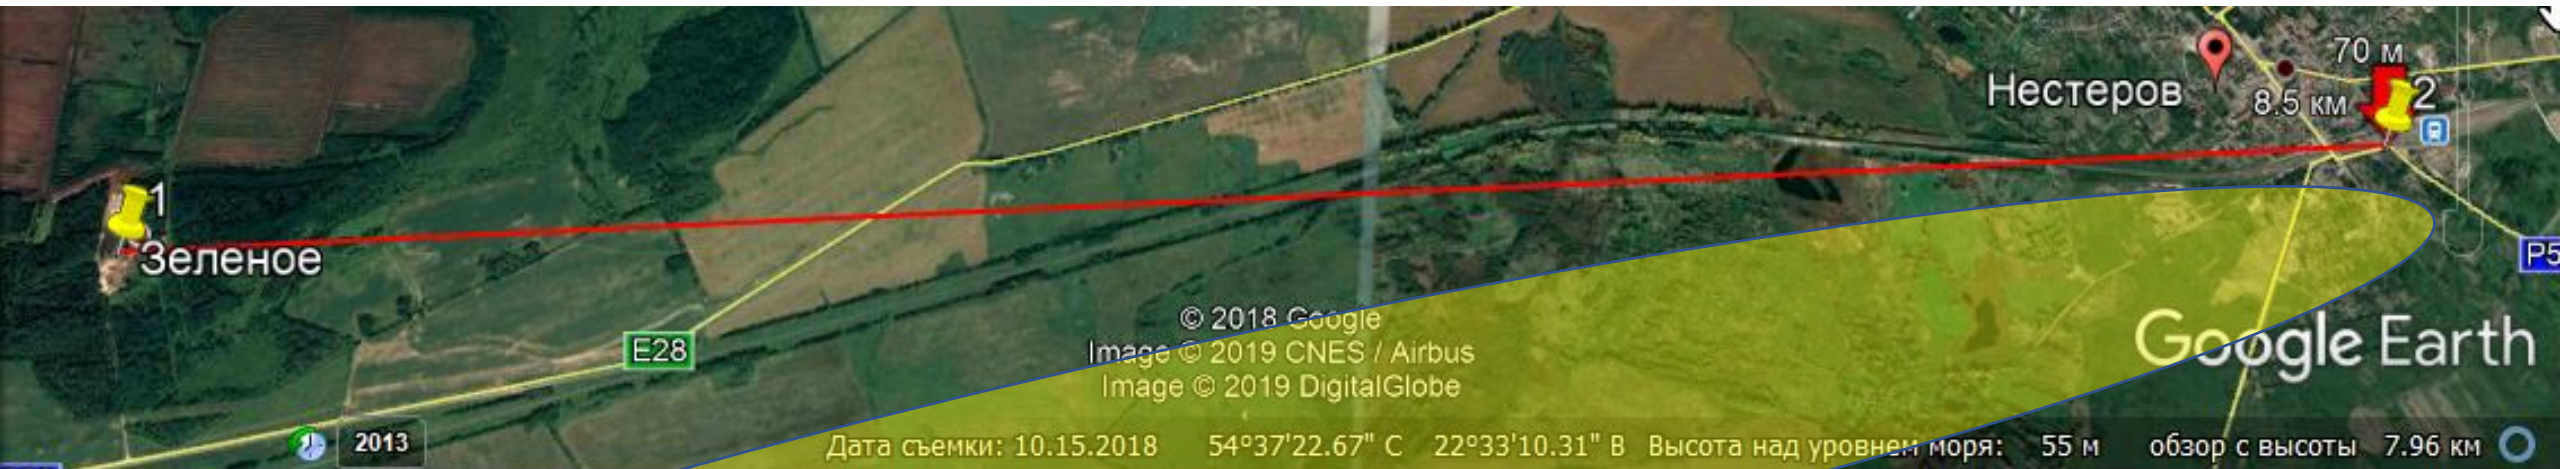 70 м
Нестеров
8.5 км
2
1
Зеленое
P5
E28
© 2018 Google
Image © 2019 CNES / Airbus
Image © 2019 DigitalGlobe
Google Earth
2013
Дата съемки: 10.15.2018 54°37'22.67" С 22°33'10.31" В Высота над уровнем моря: 55 м обзор с высоты 7.96 км